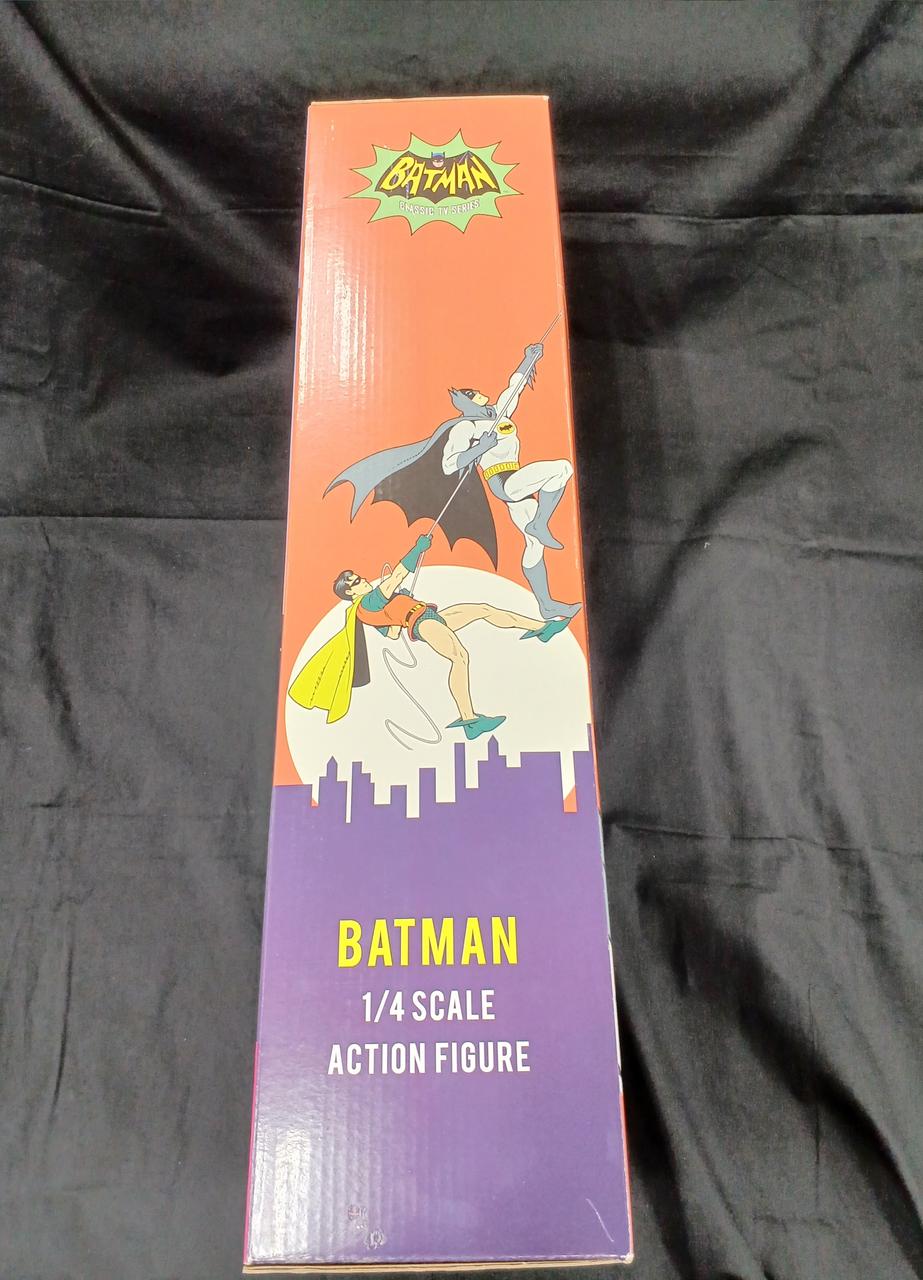 BATMAN
CLASSIC TV SERIES
BATMAN
1/4 SCALE
ACTION FIGURE